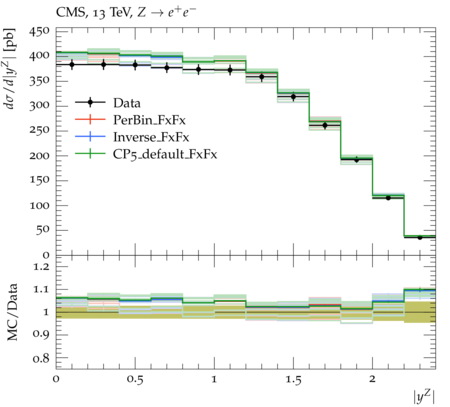 CMS, 13 TeV, Z → e⁺e⁻
dσ/d|y^Z| [pb]
450
400
350
300
250
200
150
100
50
0
Data
PerBin_FxFx
Inverse_FxFx
CP5_default_FxFx
MC/Data
1.2
1.1
1
0.9
0.8
0 0.5 1 1.5 2
|y^Z|